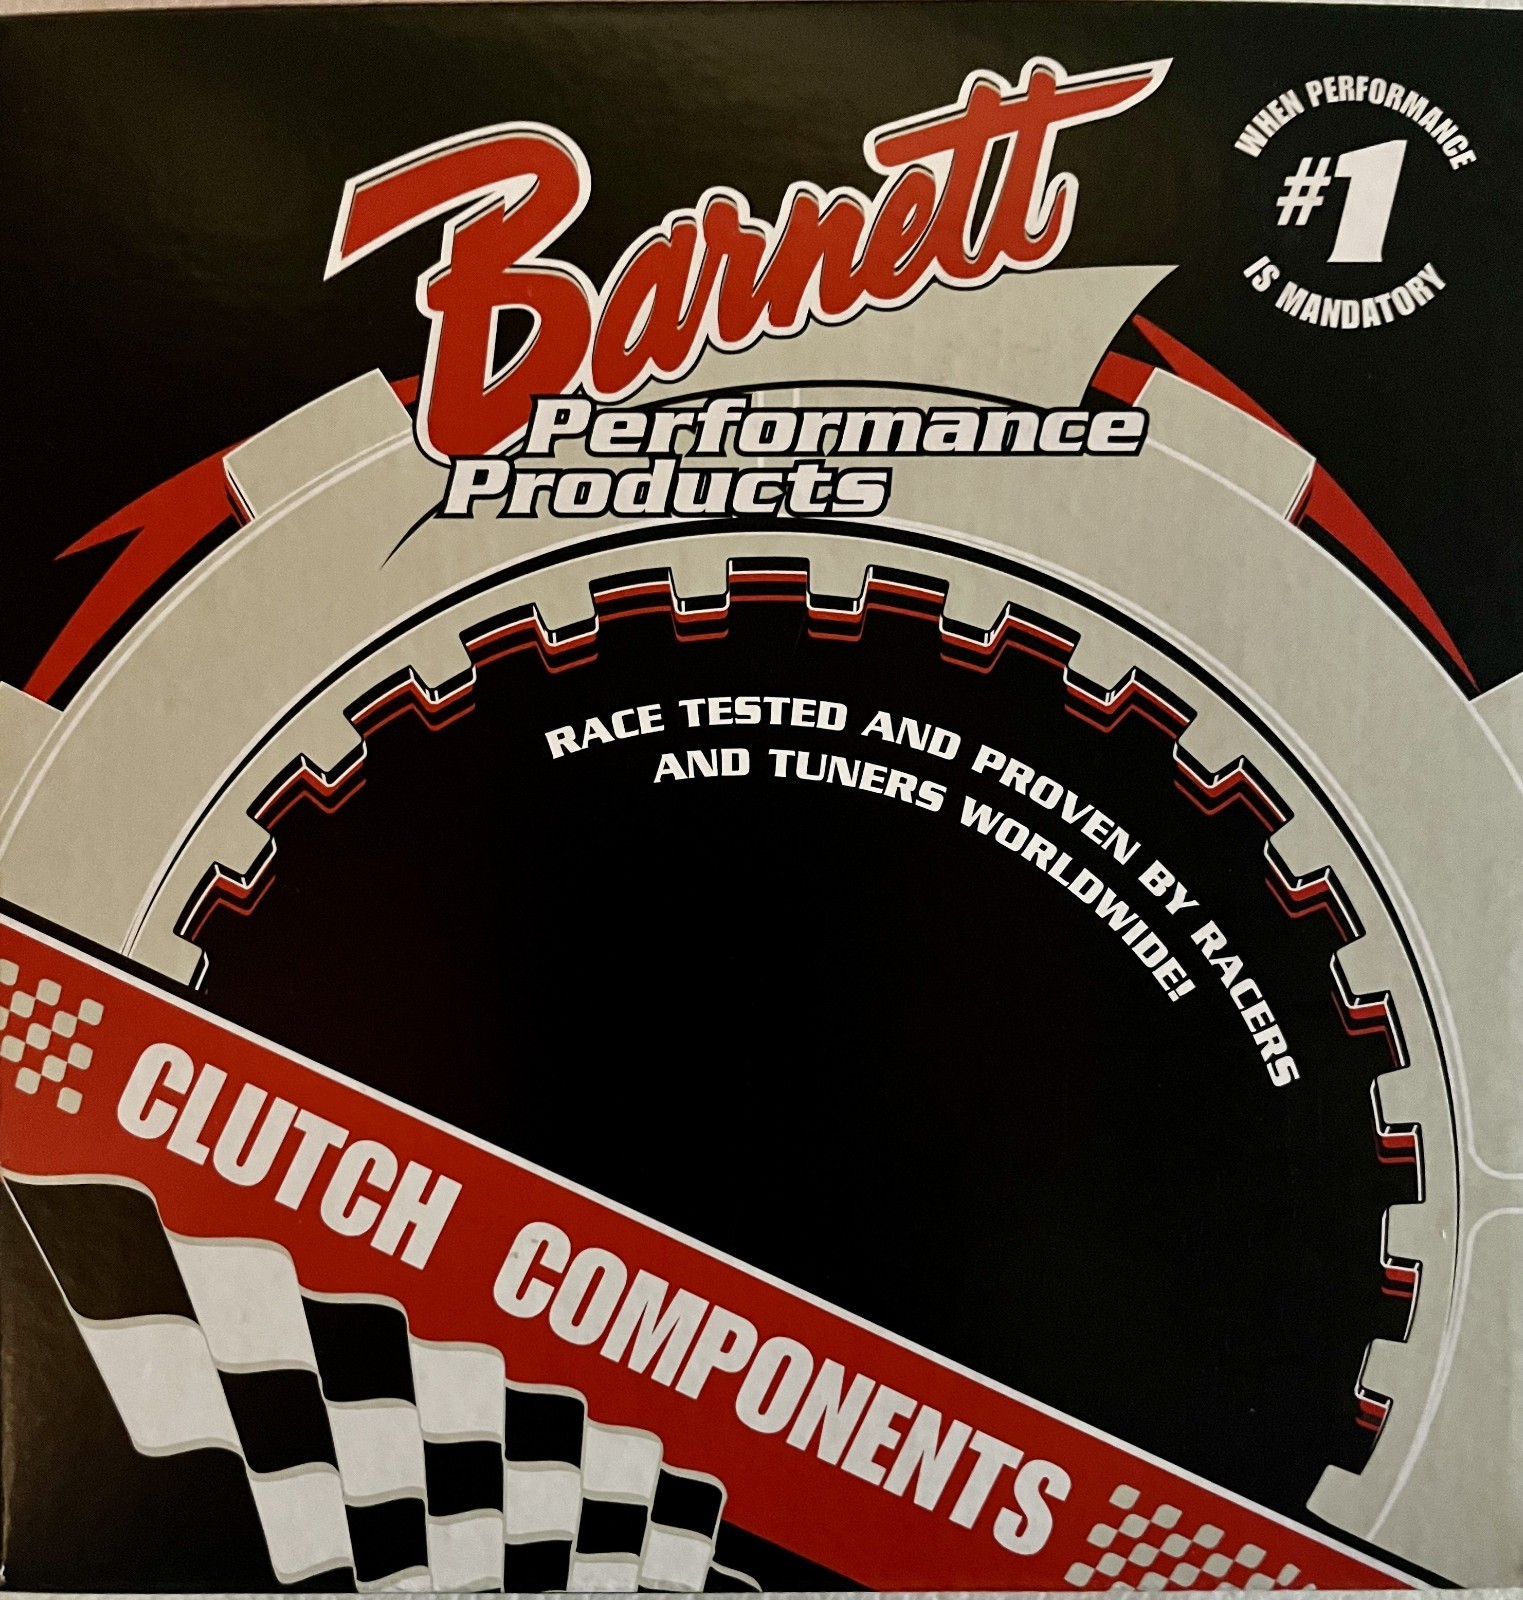 Barnett
Performance
Products
WHEN PERFORMANCE
#1
IS MANDATORY
RACE TESTED AND PROVEN BY RACERS
AND TUNERS WORLDWIDE!
CLUTCH COMPONENTS